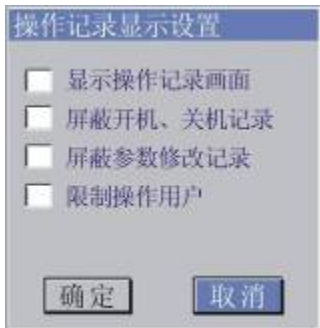 操作记录显示设置
显示操作记录画面
屏蔽开机、关机记录
屏蔽参数修改记录
限制操作用户
确定 取消